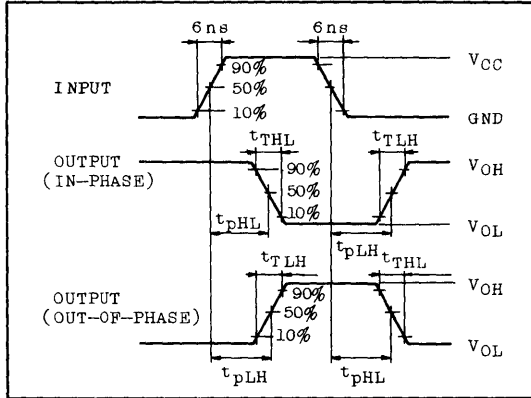 6ns 6ns
90% VCC
INPUT 50%
10% GND
tTHL tTLH
OUTPUT 90% VOH
(IN-PHASE) 50%
10%
tpHL tpLH VOL
tTLH tTHL
OUTPUT 90% VOH
(OUT-OF-PHASE) 50%
10% VOL
tpLH tpHL